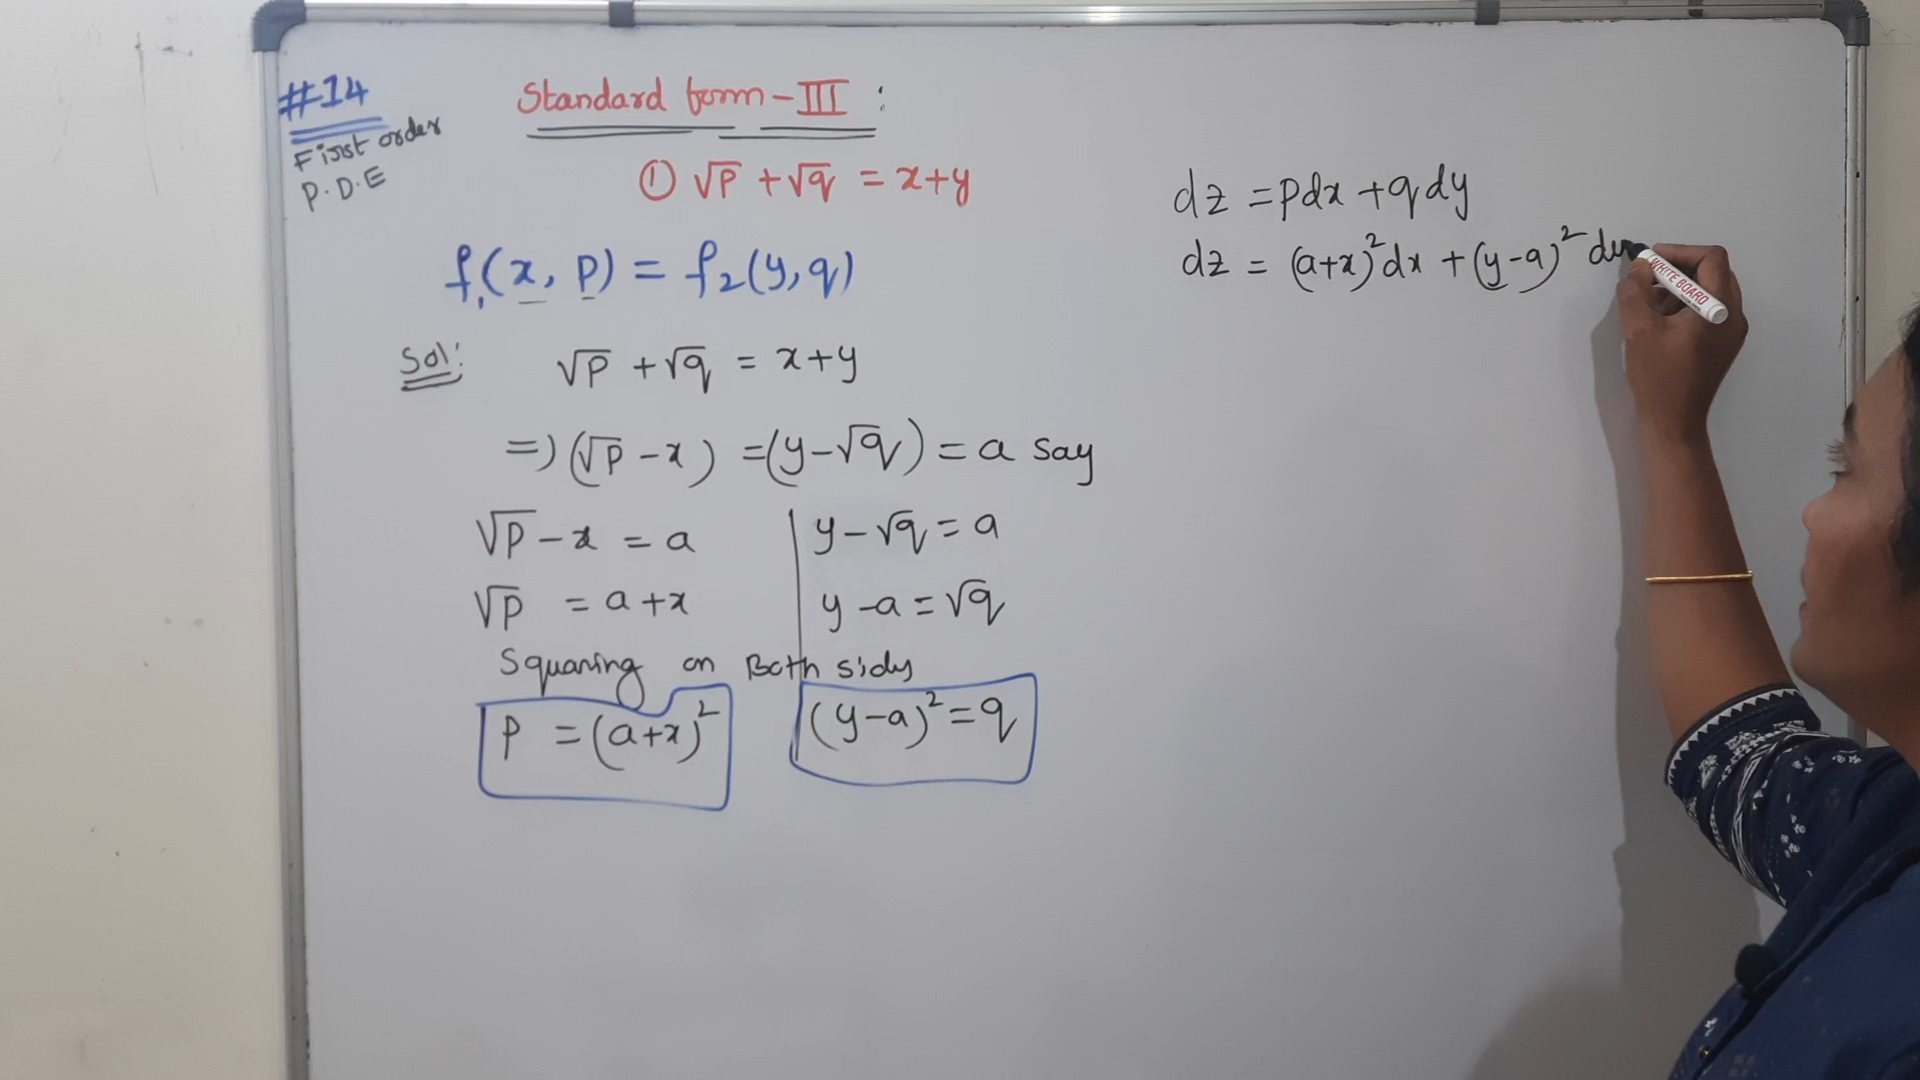 #14
First order
P.D.E
Standard form-III :
① √p + √q = x+y
f₁(x, p) = f₂(y, q)
Sol:
√p + √q = x+y
=) (√p - x) = (y - √q) = a say
√p - x = a
√p = a + x
y - √q = a
y - a = √q
Squaring on Both sides
p = (a+x)²
(y-a)² = q
dz = pdx + qdy
dz = (a+x)² dx + (y-a)² dy
WHITE BOARD